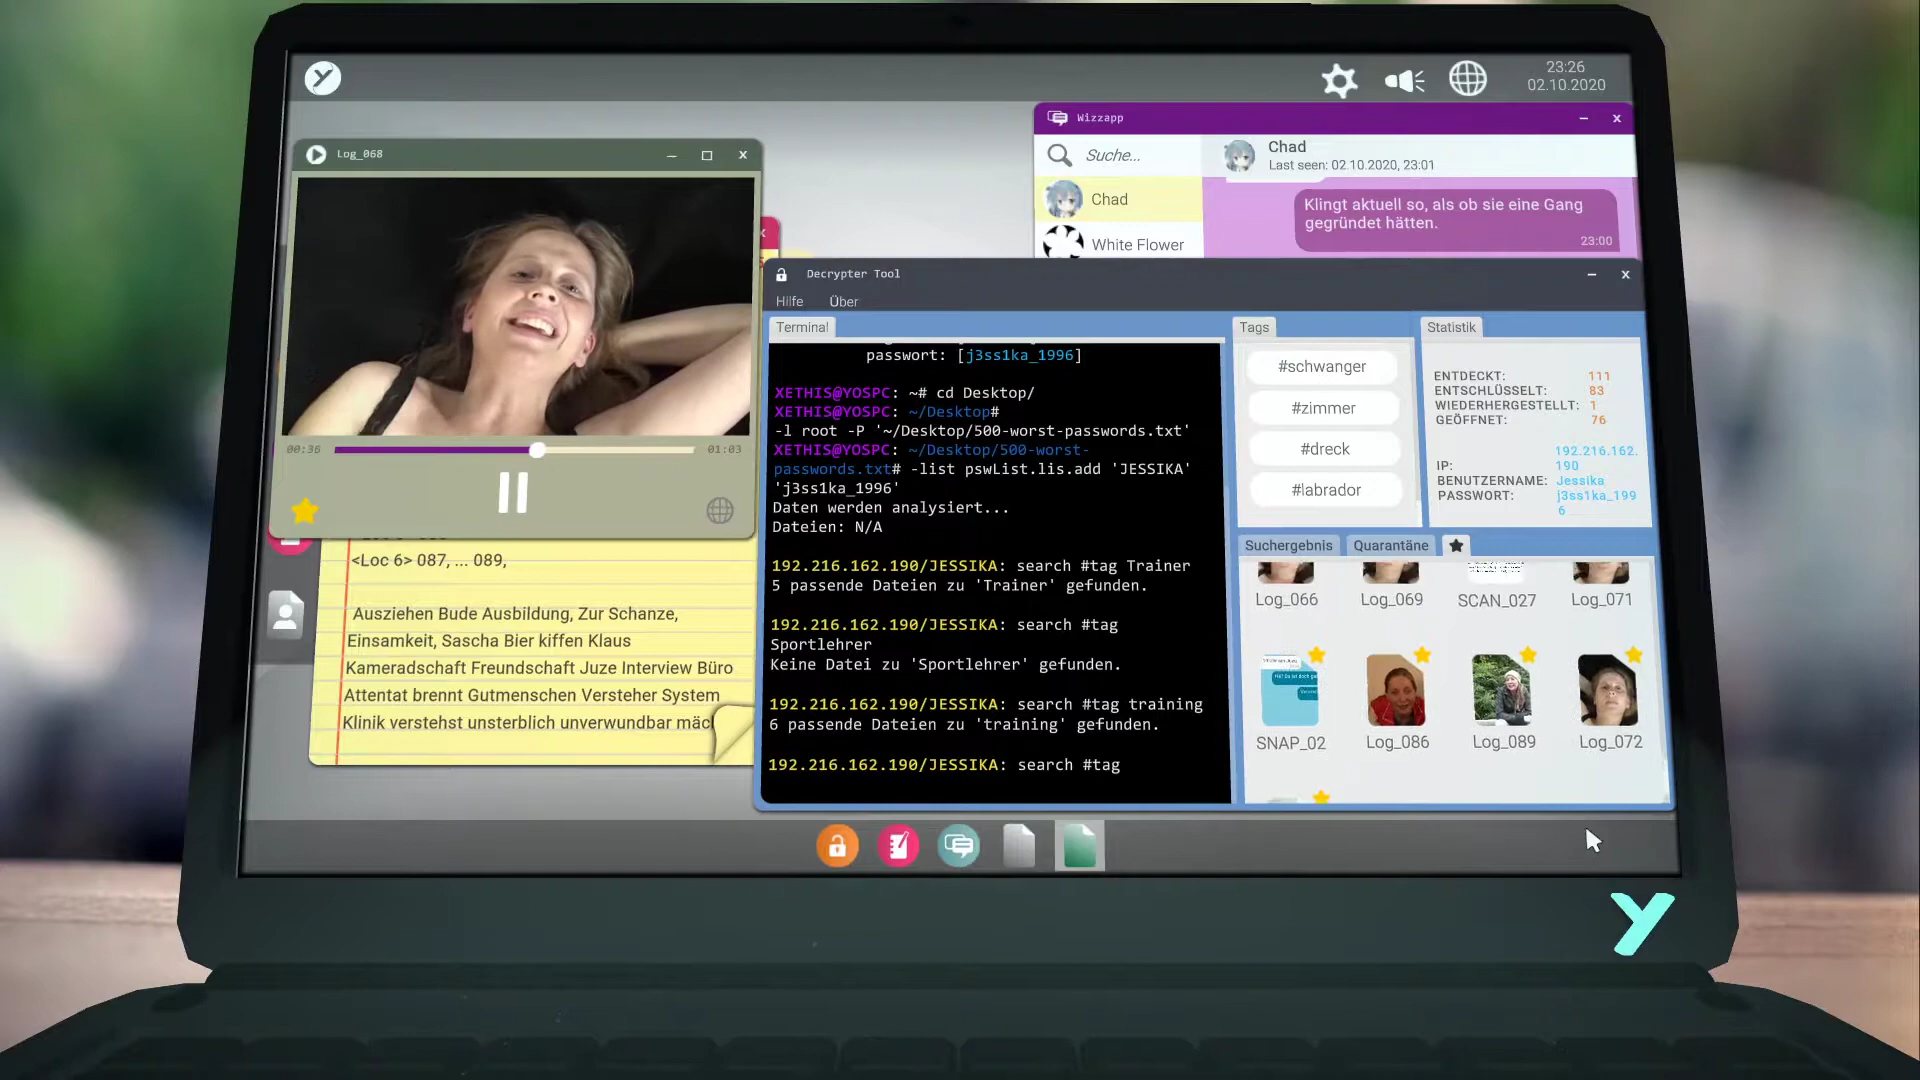 23:26
02.10.2020
Wizzapp
Suche...
Chad
White Flower
Chad
Last seen: 02.10.2020, 23:01
Klingt aktuell so, als ob sie eine Gang
gegründet hätten.
23:00
Log_068
00:36
01:03
<Loc 6> 087, ... 089,
Ausziehen Bude Ausbildung, Zur Schanze,
Einsamkeit, Sascha Bier kiffen Klaus
Kameradschaft Freundschaft Juze Interview Büro
Attentat brennt Gutmenschen Versteher System
Klinik verstehst unsterblich unverwundbar
Decrypter Tool
Hilfe Über
Terminal
passwort: [j3ss1ka_1996]
XETHIS@YOSPC: ~# cd Desktop/
XETHIS@YOSPC: ~/Desktop#
-l root -P '~/Desktop/500-worst-passwords.txt'
XETHIS@YOSPC: ~/Desktop/500-worst-
passwords.txt# -list pswList.lis.add 'JESSIKA'
'j3ss1ka_1996'
Daten werden analysiert...
Dateien: N/A
192.216.162.190/JESSIKA: search #tag Trainer
5 passende Dateien zu 'Trainer' gefunden.
192.216.162.190/JESSIKA: search #tag
Sportlehrer
Keine Datei zu 'Sportlehrer' gefunden.
192.216.162.190/JESSIKA: search #tag training
6 passende Dateien zu 'training' gefunden.
192.216.162.190/JESSIKA: search #tag
Tags
#schwanger
#zimmer
#dreck
#labrador
Statistik
ENTDECKT: 111
ENTSCHLÜSSELT: 83
WIEDERHERGESTELLT: 1
GEÖFFNET: 76
IP: 192.216.162.
190
BENUTZERNAME: Jessika
PASSWORT: j3ss1ka_199
6
Suchergebnis Quarantäne
Log_066 Log_069 SCAN_027 Log_071
SNAP_02 Log_086 Log_089 Log_072